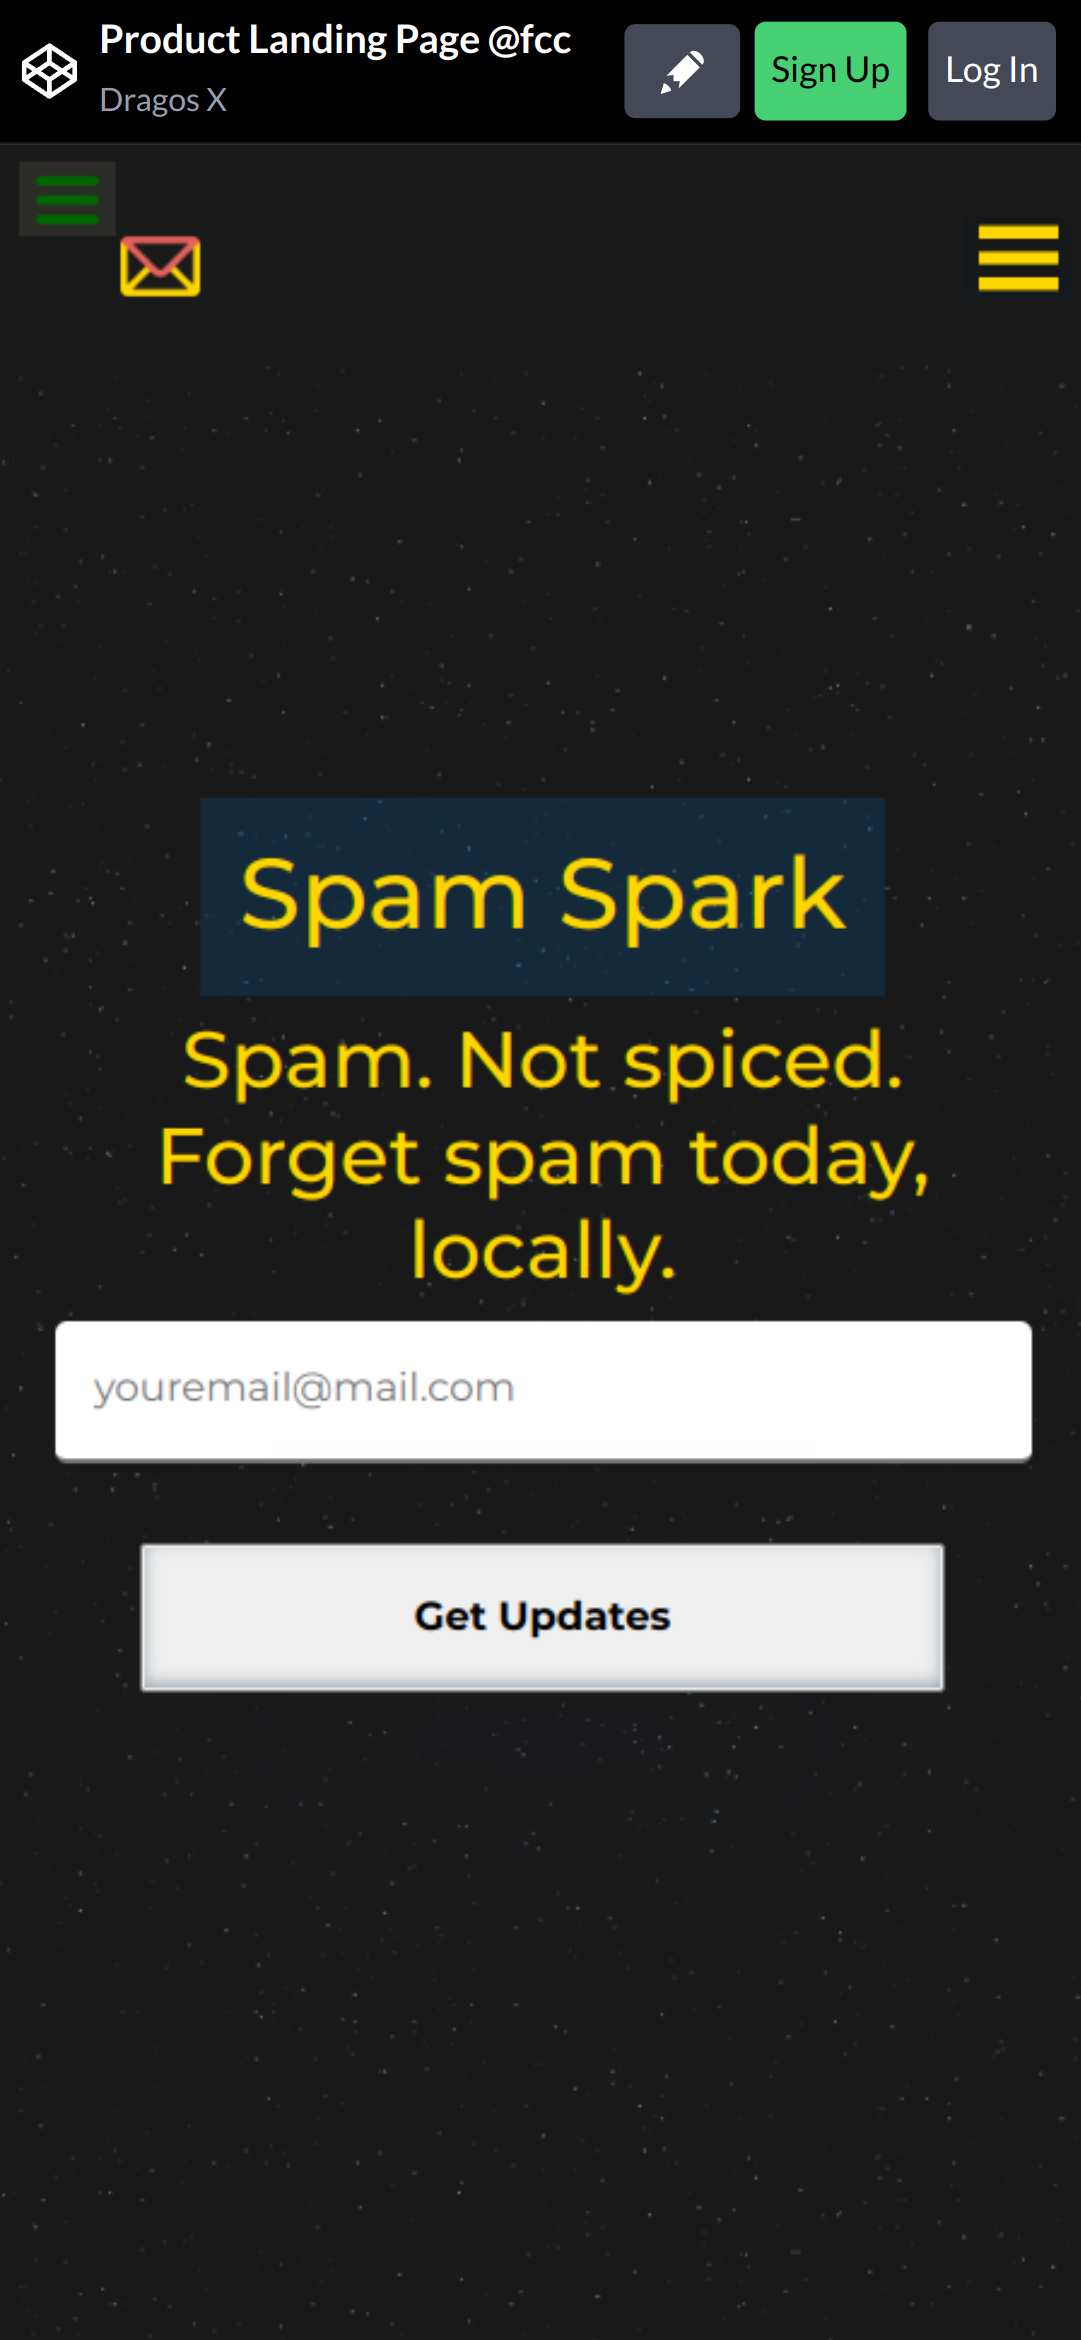 Product Landing Page @fcc
Dragos X
Sign Up
Log In
Spam Spark
Spam. Not spiced.
Forget spam today,
locally.
youremail@mail.com
Get Updates